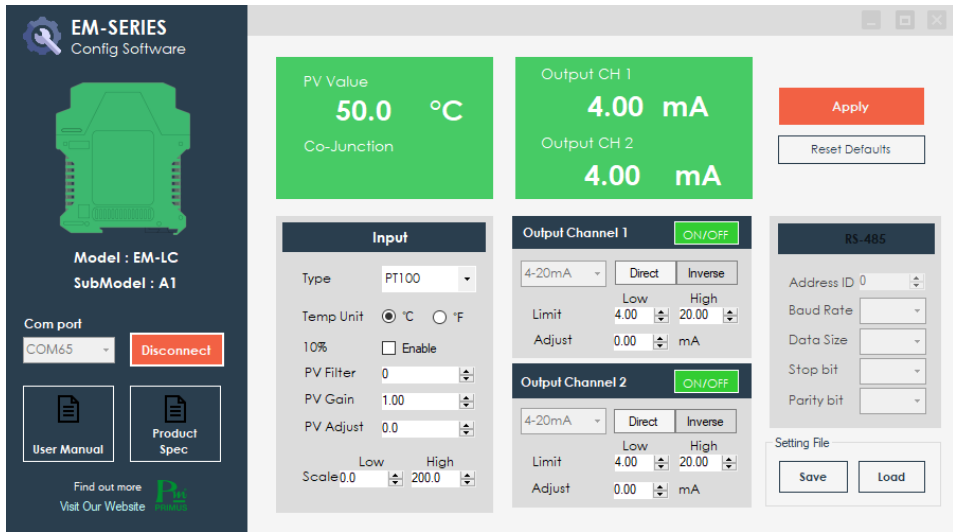 EM-SERIES
Config Software
Model : EM-LC
SubModel : A1
Com port
COM65
Disconnect
User Manual
Product
Spec
Find out more
Visit Our Website
PRIMUS
PV Value
50.0 °C
Co-Junction
Output CH 1
4.00 mA
Output CH 2
4.00 mA
Apply
Reset Defaults
Input
Type PT100
Temp Unit °C °F
10% Enable
PV Filter 0
PV Gain 1.00
PV Adjust 0.0
Low High
Scale 0.0 200.0
Output Channel 1 ON/OFF
4-20mA Direct Inverse
Low High
Limit 4.00 20.00
Adjust 0.00 mA
Output Channel 2 ON/OFF
4-20mA Direct Inverse
Low High
Limit 4.00 20.00
Adjust 0.00 mA
RS-485
Address ID 0
Baud Rate
Data Size
Stop bit
Parity bit
Setting File
Save Load